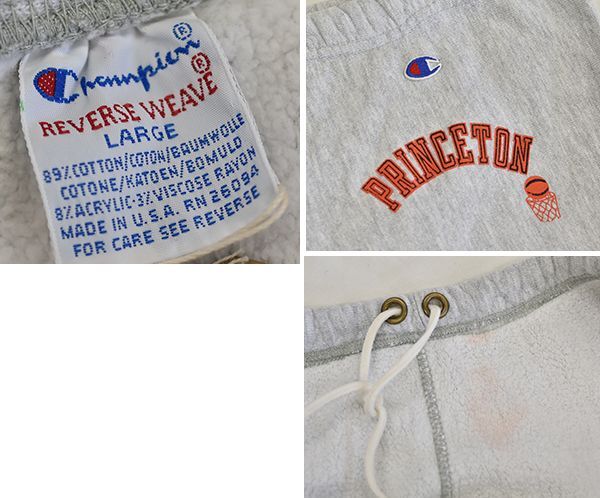 Champion®
REVERSE WEAVE®
LARGE
89% COTTON/COTON/BAUMWOLLE
COTONE/KATOEN/BOMULD
8% ACRYLIC·3% VISCOSE RAYON
MADE IN U.S.A. RN 26094
FOR CARE SEE REVERSE
PRINCETON